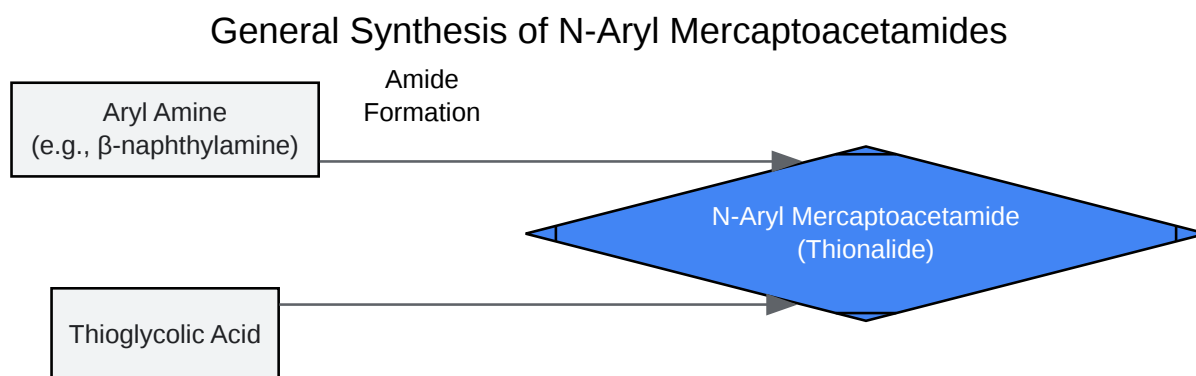 General Synthesis of N-Aryl Mercaptoacetamides
Amide
Formation
Aryl Amine
(e.g., β-naphthylamine)
N-Aryl Mercaptoacetamide
(Thionalide)
Thioglycolic Acid